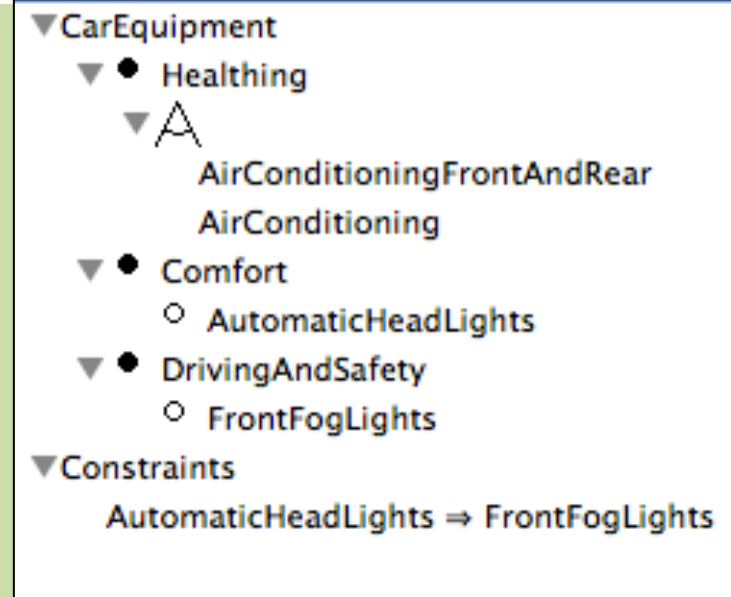 CarEquipment
Healthing
AirConditioningFrontAndRear
AirConditioning
Comfort
AutomaticHeadLights
DrivingAndSafety
FrontFogLights
Constraints
AutomaticHeadLights ⇒ FrontFogLights